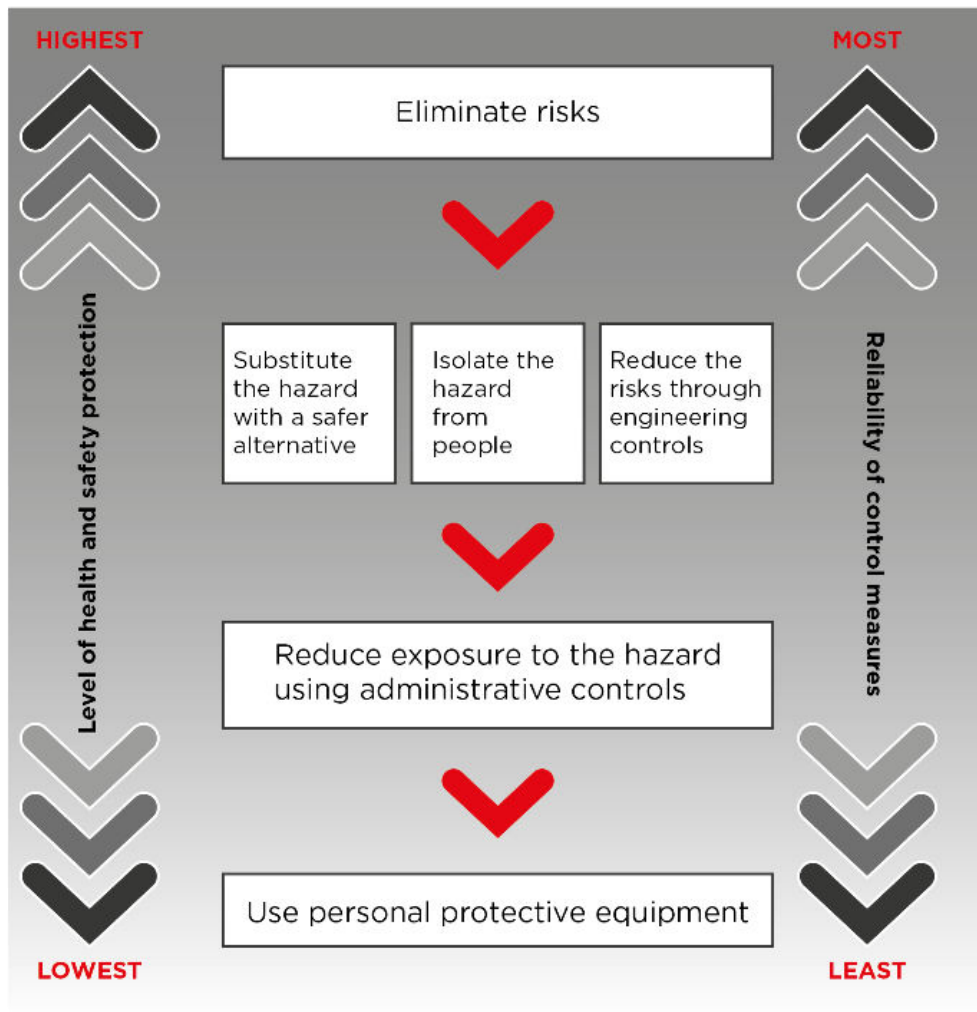 HIGHEST
MOST
Eliminate risks
Substitute
the hazard
with a safer
alternative
Isolate the
hazard
from
people
Reduce the
risks through
engineering
controls
Level of health and safety protection
Reliability of control measures
Reduce exposure to the hazard
using administrative controls
Use personal protective equipment
LOWEST
LEAST